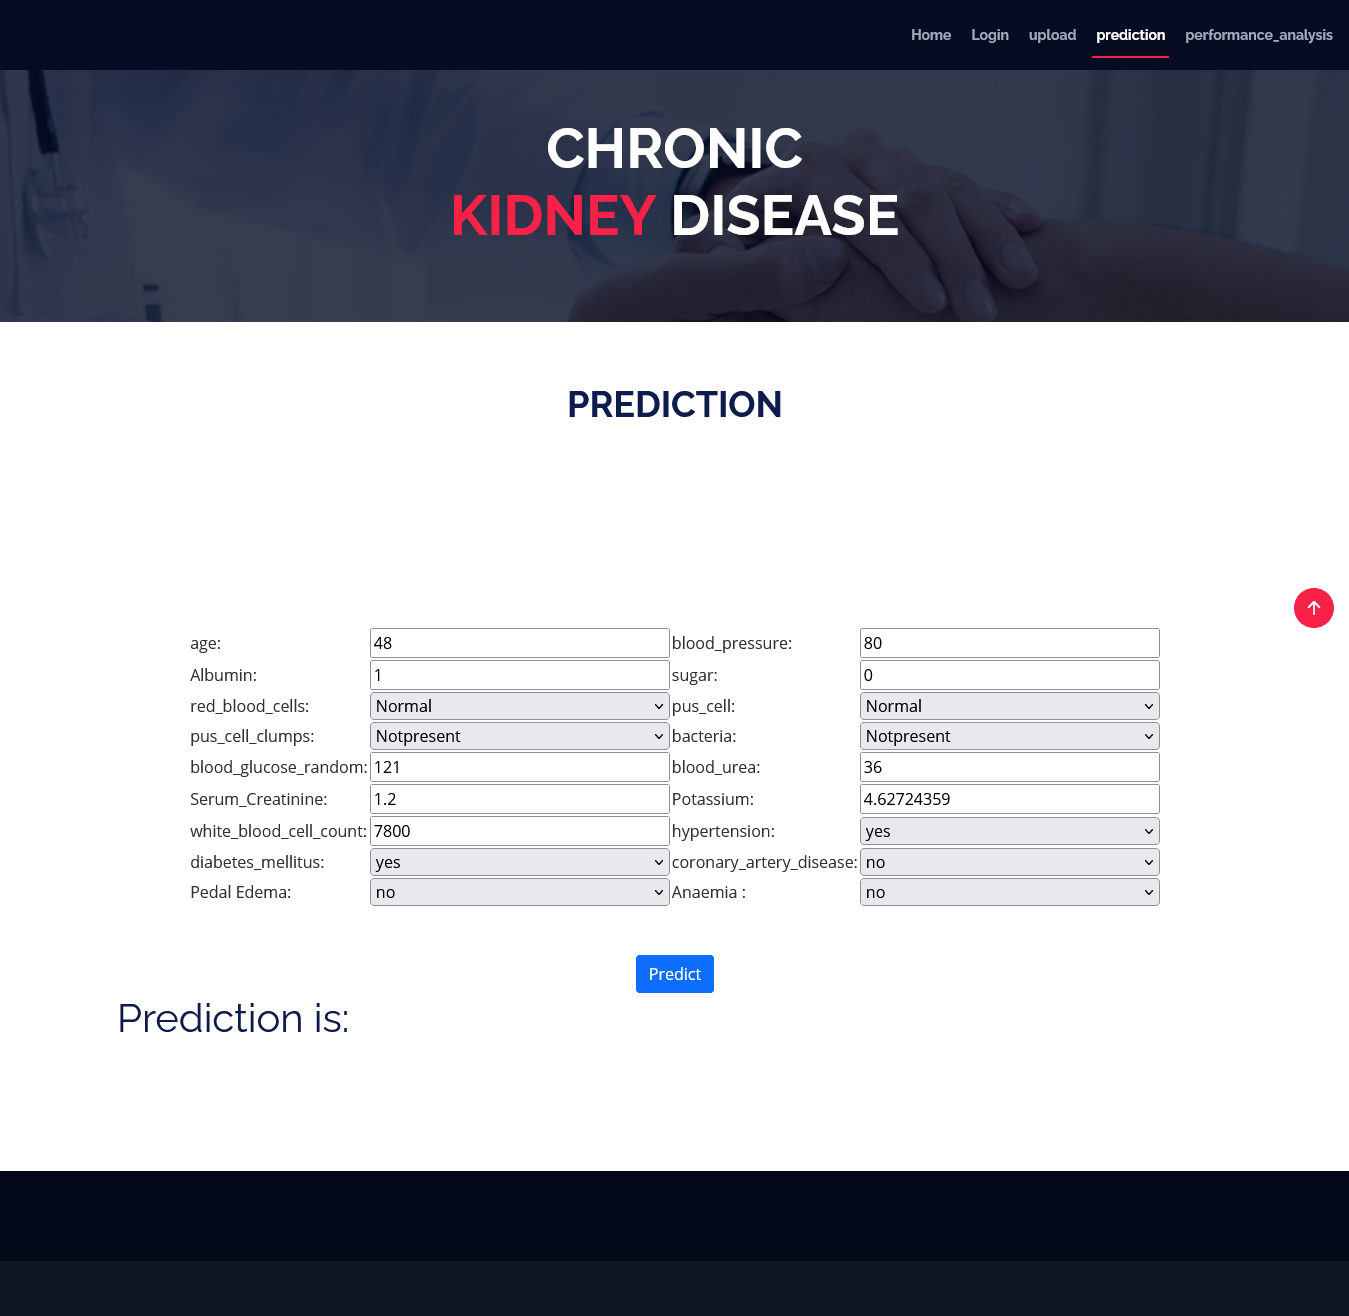 Home Login upload prediction performance_analysis
CHRONIC
KIDNEY DISEASE
PREDICTION
age: 48 blood_pressure: 80
Albumin: 1 sugar: 0
red_blood_cells: Normal pus_cell: Normal
pus_cell_clumps: Notpresent bacteria: Notpresent
blood_glucose_random: 121 blood_urea: 36
Serum_Creatinine: 1.2 Potassium: 4.62724359
white_blood_cell_count: 7800 hypertension: yes
diabetes_mellitus: yes coronary_artery_disease: no
Pedal Edema: no Anaemia : no
Predict
Prediction is: